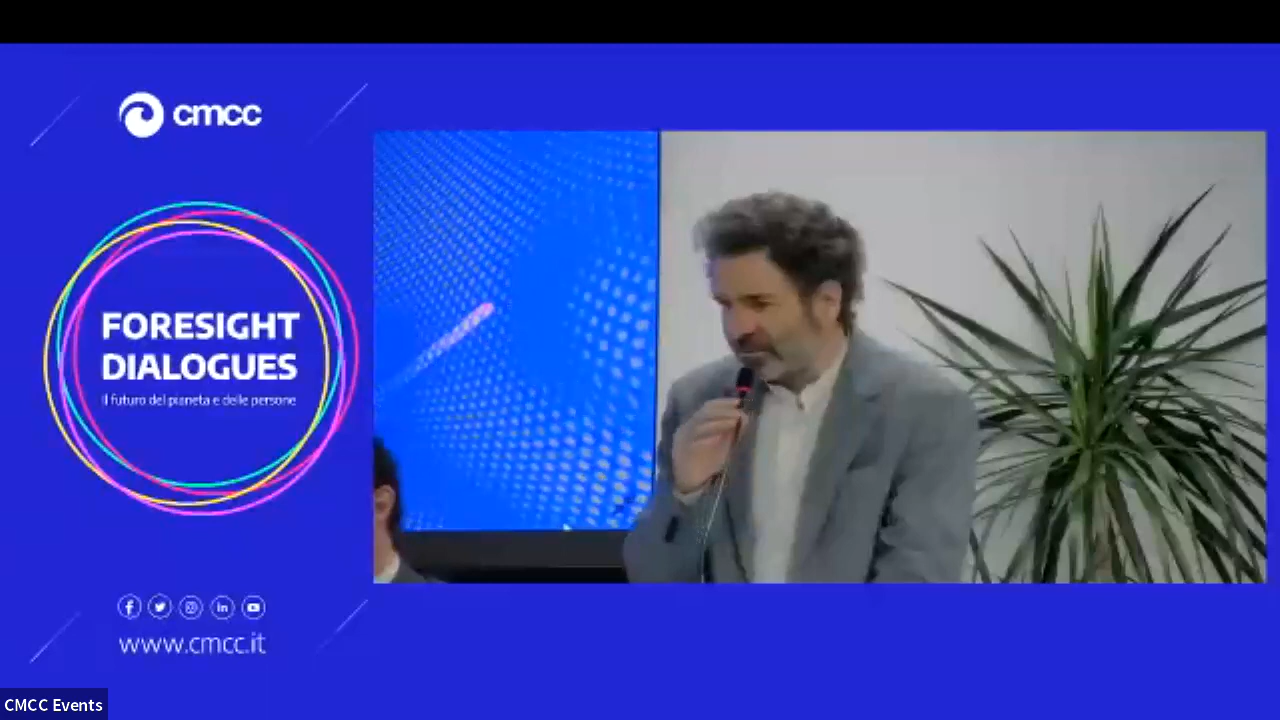 cmcc
FORESIGHT
DIALOGUES
Il futuro del pianeta e delle persone
www.cmcc.it
CMCC Events